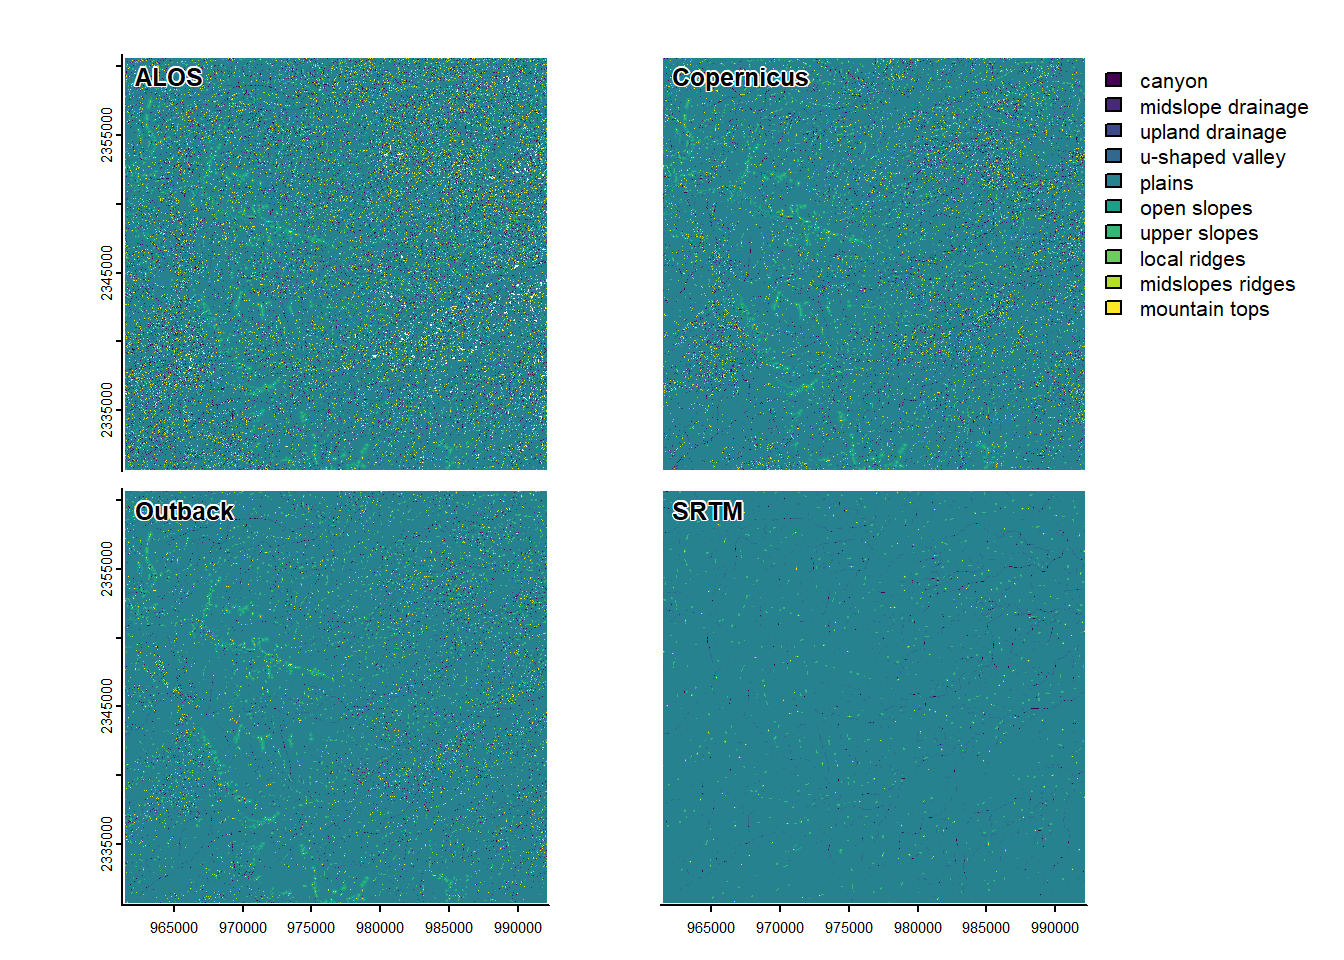 ALOS
Copernicus
canyon
midslope drainage
upland drainage
u-shaped valley
plains
open slopes
upper slopes
local ridges
midslopes ridges
mountain tops
2355000
2345000
2335000
Outback
SRTM
2355000
2345000
2335000
965000 970000 975000 980000 985000 990000
965000 970000 975000 980000 985000 990000